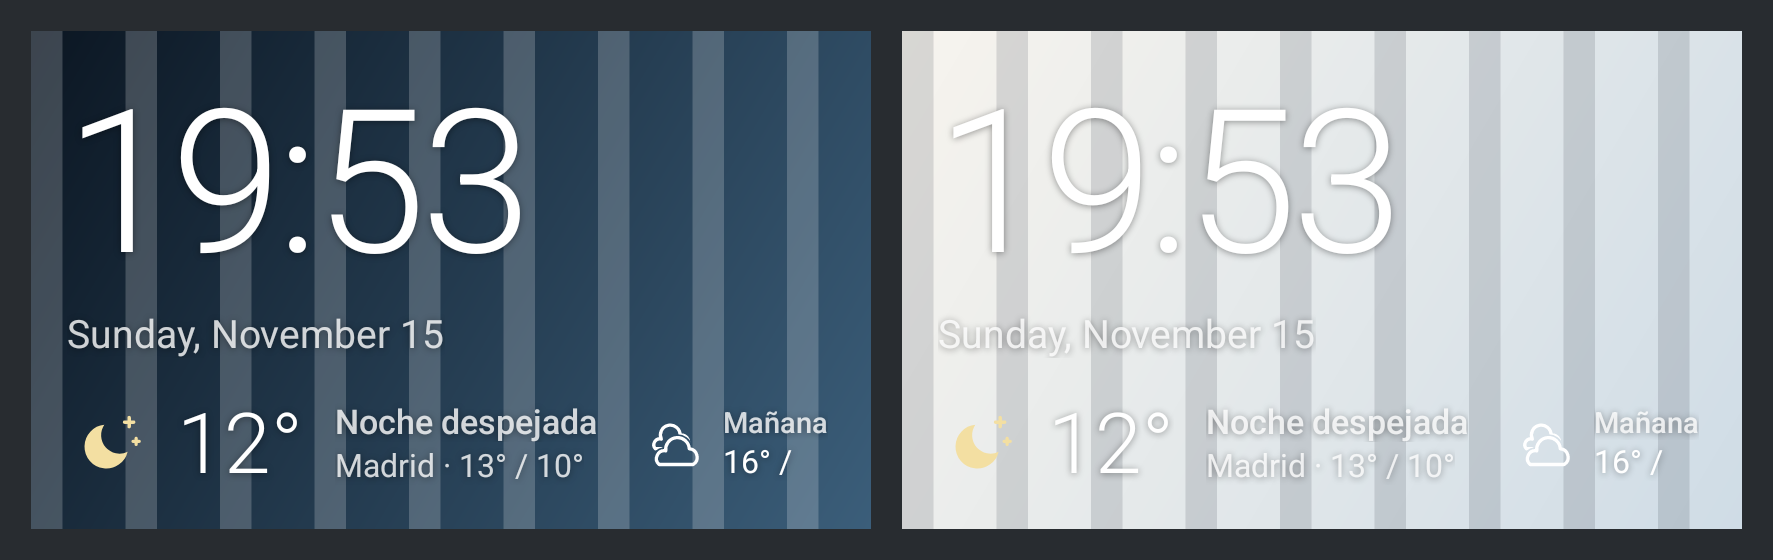 19:53
Sunday, November 15
12° Noche despejada
Madrid · 13° / 10°
Mañana
16° /
19:53
Sunday, November 15
12° Noche despejada
Madrid · 13° / 10°
Mañana
16° /